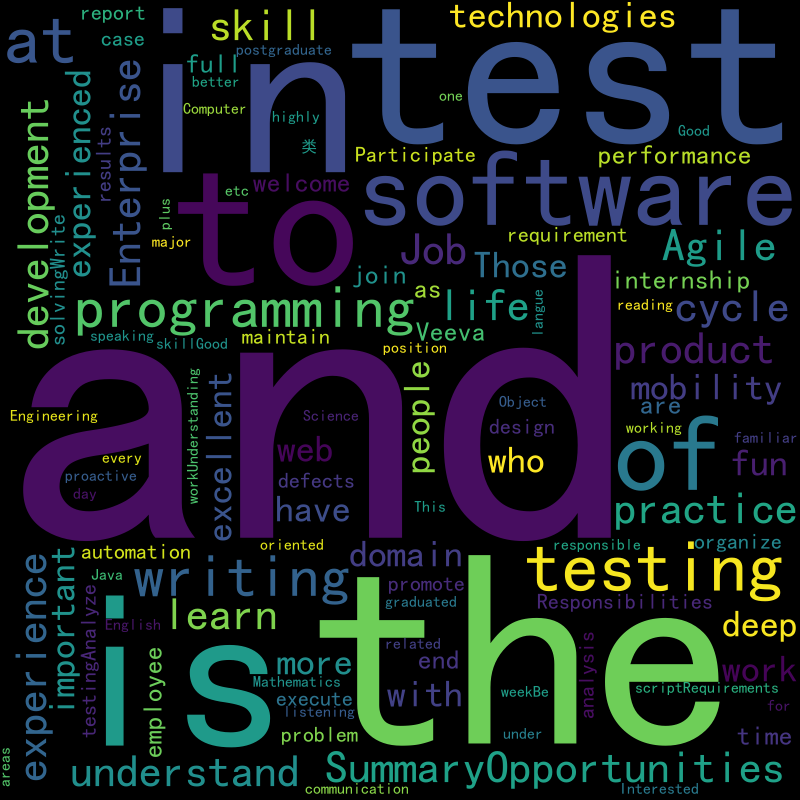 report
case
at
skill
technologies
postgraduate
full
better
in
test
Computer
one
highly
Good
类
Participate
performance
experienced
results
Enterprise
development
solvingWrite
plus
etc
welcome
to
software
major
requirement
Job
Those
Agile
join
internship
as
life
langue
reading
cycle
programming
speaking
skillGood
maintain
Veeva
position
product
and
people
mobility
are
Engineering
workUnderstanding
excellent
Science
Object
design
working
of
familiar
every
web
who
fun
proactive
day
defects
have
This
practice
automation
oriented
domain
responsible
organize
experience
important
Java
writing
testing
testingAnalyze
promote
graduated
Responsibilities
English
learn
deep
is
the
related
analysis
employee
more
end
work
Mathematics
execute
with
weekBe
scriptRequirements
listening
for
problem
under
time
areas
understand
SummaryOpportunities
communication
Interested